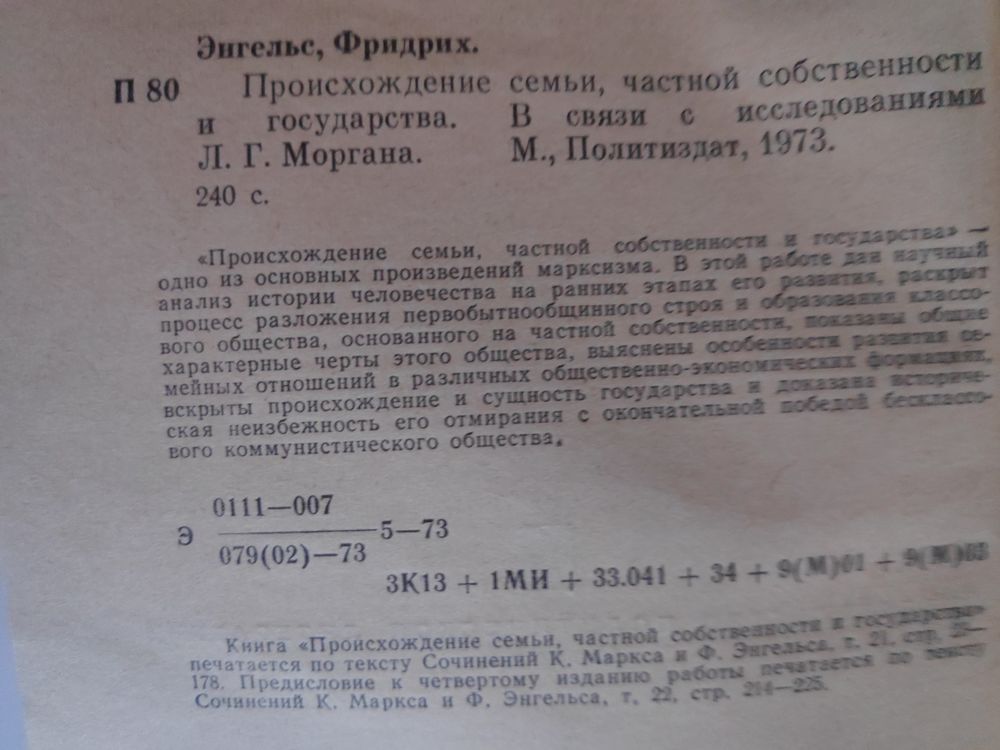 Энгельс, Фридрих.
П 80 Происхождение семьи, частной собственности
и государства. В связи с исследованиями
Л. Г. Моргана. М., Политиздат, 1973.
240 с.
«Происхождение семьи, частной собственности и государства» —
одно из основных произведений марксизма. В этой работе дан научный
анализ истории человечества на ранних этапах его развития, раскрыт
процесс разложения первобытнообщинного строя и образования классо-
вого общества, основанного на частной собственности, показаны общие
характерные черты этого общества, выяснены особенности развития се-
мейных отношений в различных общественно-экономических формациях,
вскрыты происхождение и сущность государства и доказана историче-
ская неизбежность его отмирания с окончательной победой бесклассо-
вого коммунистического общества.
0111—007
Э 5—73
079(02)—73
3К13 + 1МИ + 33.041 + 34 + 9(М)01 + 9(М)03
Книга «Происхождение семьи, частной собственности и государства»
печатается по тексту Сочинений К. Маркса и Ф. Энгельса, т. 21, стр.
178. Предисловие к четвертому изданию работы печатается по тексту
Сочинений К. Маркса и Ф. Энгельса, т. 22, стр. 214—225.